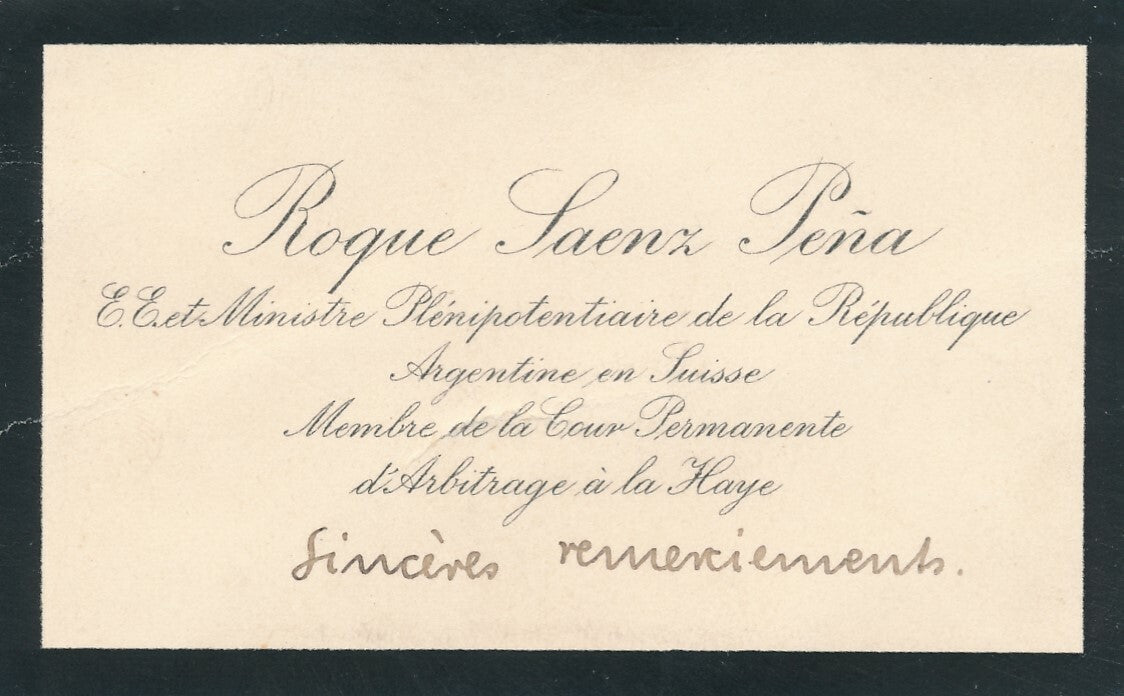 Roque Saenz Peña
E.E. et Ministre Plénipotentiaire de la République
Argentine en Suisse
Membre de la Cour Permanente
d'Arbitrage à la Haye
Sincères remerciements.